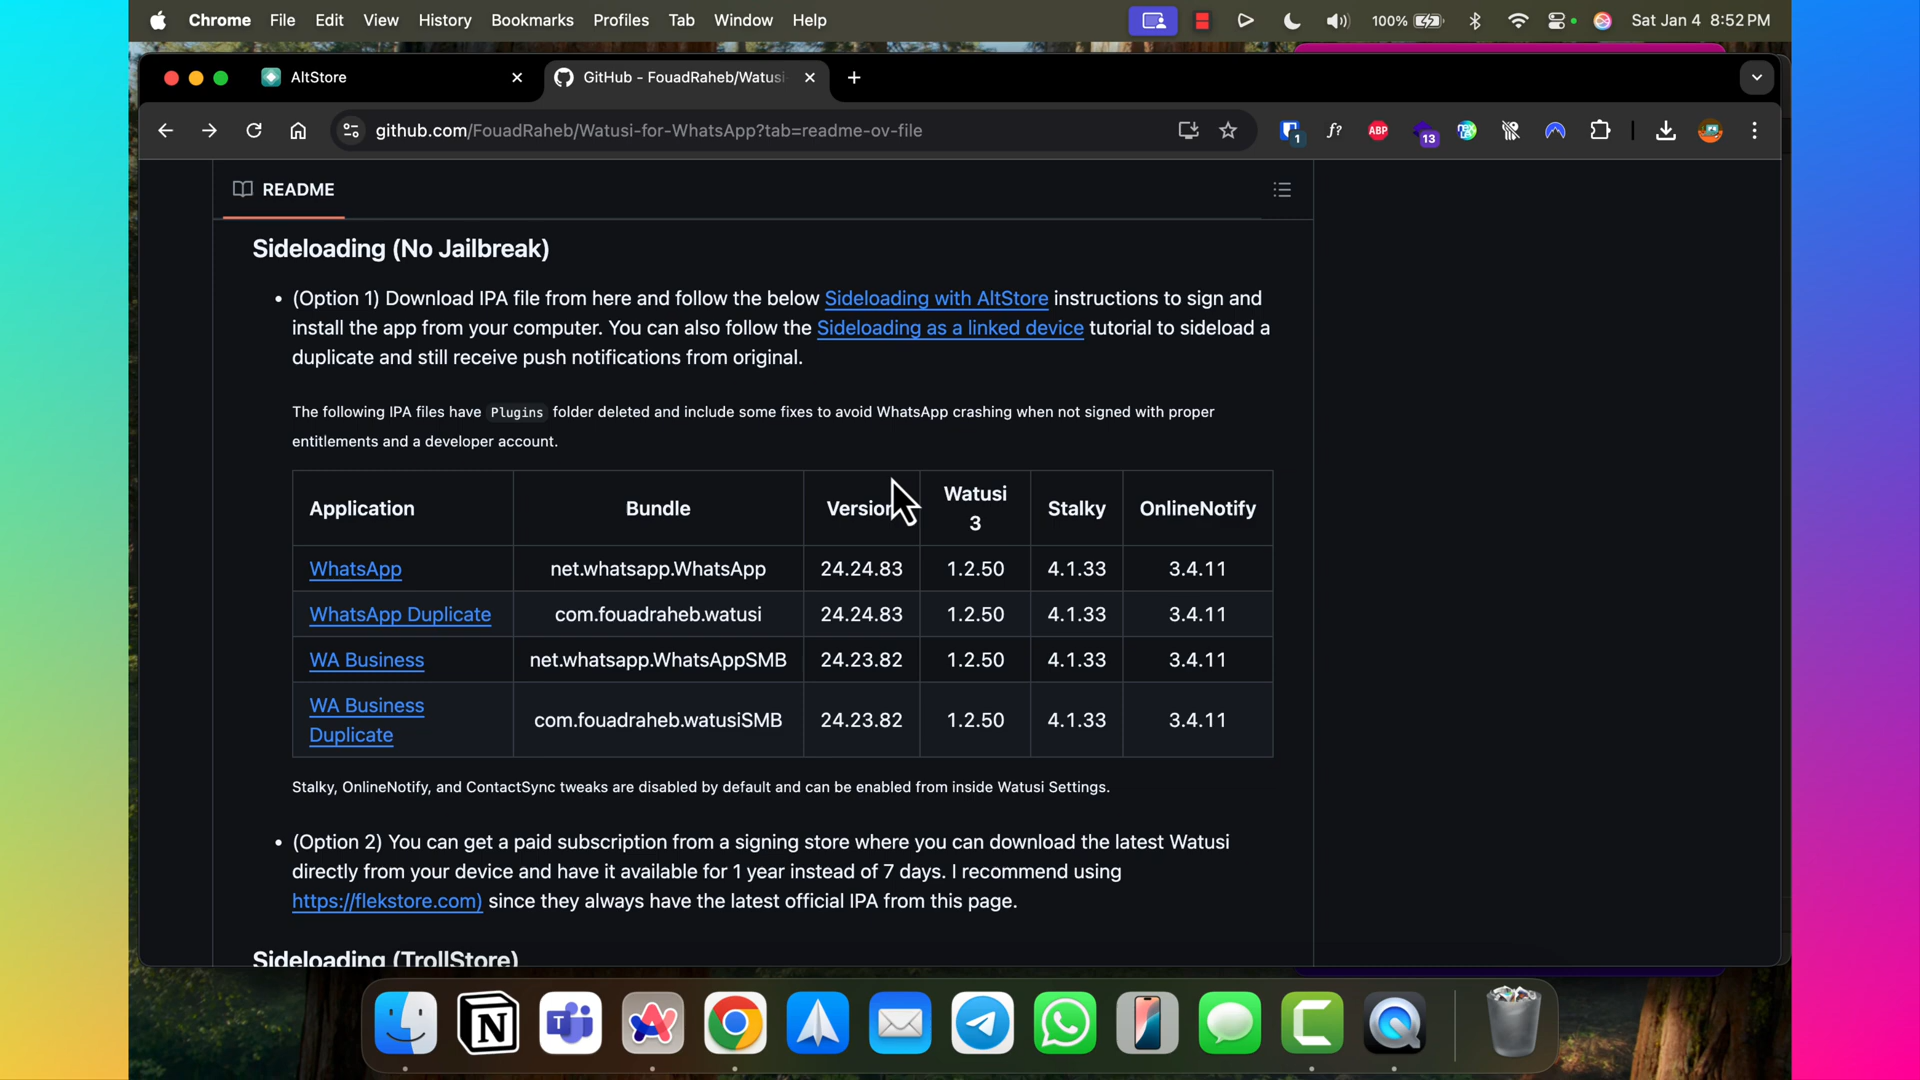 Chrome File Edit View History Bookmarks Profiles Tab Window Help 100% Sat Jan 4 8:52 PM
AltStore GitHub - FouadRaheb/Watusi-
github.com/FouadRaheb/Watusi-for-WhatsApp?tab=readme-ov-file 1 f? ABP 13
README
Sideloading (No Jailbreak)
(Option 1) Download IPA file from here and follow the below Sideloading with AltStore instructions to sign and
install the app from your computer. You can also follow the Sideloading as a linked device tutorial to sideload a
duplicate and still receive push notifications from original.
The following IPA files have Plugins folder deleted and include some fixes to avoid WhatsApp crashing when not signed with proper
entitlements and a developer account.
Application Bundle Version Watusi 3 Stalky OnlineNotify
WhatsApp net.whatsapp.WhatsApp 24.24.83 1.2.50 4.1.33 3.4.11
WhatsApp Duplicate com.fouadraheb.watusi 24.24.83 1.2.50 4.1.33 3.4.11
WA Business net.whatsapp.WhatsAppSMB 24.23.82 1.2.50 4.1.33 3.4.11
WA Business
Duplicate com.fouadraheb.watusiSMB 24.23.82 1.2.50 4.1.33 3.4.11
Stalky, OnlineNotify, and ContactSync tweaks are disabled by default and can be enabled from inside Watusi Settings.
(Option 2) You can get a paid subscription from a signing store where you can download the latest Watusi
directly from your device and have it available for 1 year instead of 7 days. I recommend using
https://flekstore.com) since they always have the latest official IPA from this page.
Sideloading (TrollStore)